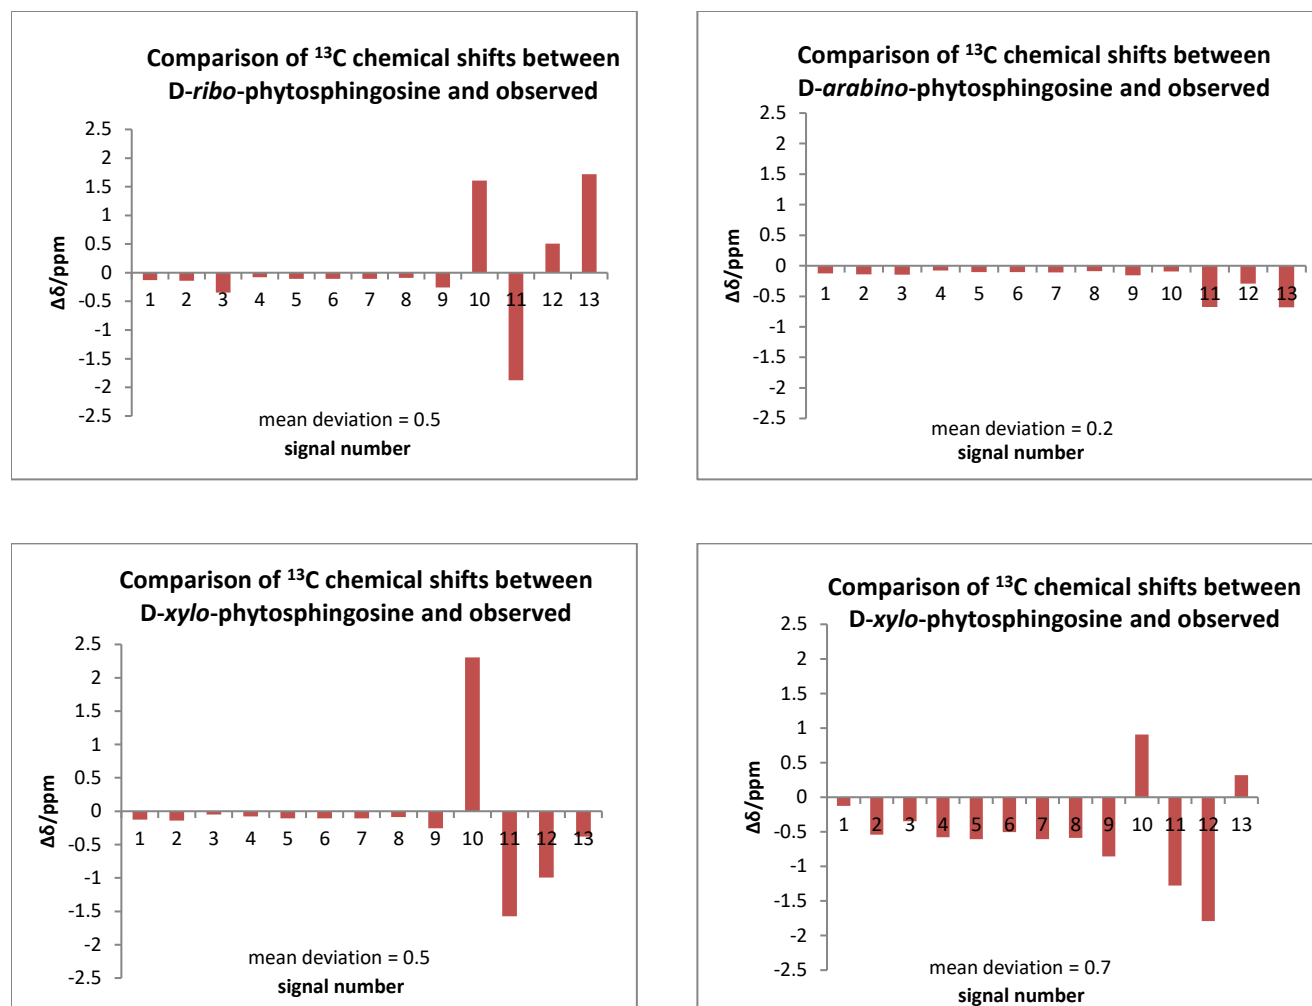 Comparison of ¹³C chemical shifts between
D-ribo-phytosphingosine and observed
2.5
2
1.5
1
0.5
0
-0.5
-1
-1.5
-2
-2.5
Δδ/ppm
1 2 3 4 5 6 7 8 9 10 11 12 13
mean deviation = 0.5
signal number
Comparison of ¹³C chemical shifts between
D-arabino-phytosphingosine and observed
2.5
2
1.5
1
0.5
0
-0.5
-1
-1.5
-2
-2.5
Δδ/ppm
1 2 3 4 5 6 7 8 9 10 11 12 13
mean deviation = 0.2
signal number
Comparison of ¹³C chemical shifts between
D-xylo-phytosphingosine and observed
2.5
2
1.5
1
0.5
0
-0.5
-1
-1.5
-2
-2.5
Δδ/ppm
1 2 3 4 5 6 7 8 9 10 11 12 13
mean deviation = 0.5
signal number
Comparison of ¹³C chemical shifts between
D-xylo-phytosphingosine and observed
2.5
2
1.5
1
0.5
0
-0.5
-1
-1.5
-2
-2.5
Δδ/ppm
1 2 3 4 5 6 7 8 9 10 11 12 13
mean deviation = 0.7
signal number